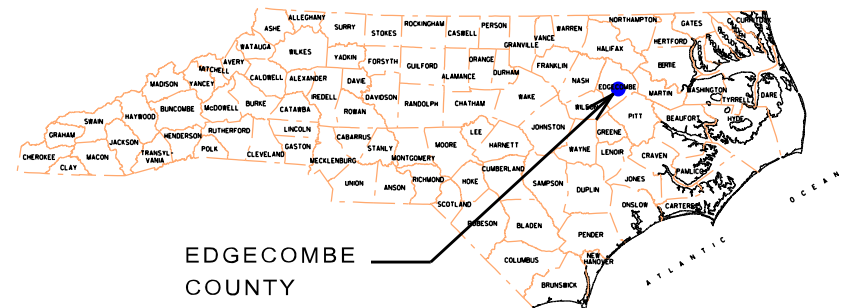 ALLEGHANY
NORTHAMPTON
GATES
CURRITUCK
ASHE
SURRY
STOKES
ROCKINGHAM
CASWELL
PERSON
GRANVILLE
VANCE
WARREN
HALIFAX
HERTFORD
WATAUGA
WILKES
YADKIN
FORSYTH
GUILFORD
ALAMANCE
ORANGE
DURHAM
FRANKLIN
NASH
BERTIE
AVERY
MITCHELL
CALDWELL
ALEXANDER
IREDELL
DAVIE
DAVIDSON
RANDOLPH
CHATHAM
WAKE
EDGECOMBE
MARTIN
WASHINGTON
TYRRELL
DARE
MADISON
YANCEY
BUNCOMBE
McDOWELL
BURKE
CATAWBA
ROWAN
JOHNSTON
WILSON
PITT
BEAUFORT
HYDE
GRAHAM
SWAIN
HAYWOOD
JACKSON
HENDERSON
TRANSYL-
VANIA
RUTHERFORD
POLK
CLEVELAND
LINCOLN
GASTON
CABARRUS
STANLY
MECKLENBURG
MONTGOMERY
MOORE
LEE
HARNETT
WAYNE
GREENE
LENOIR
CRAVEN
PAMLICO
CHEROKEE
CLAY
MACON
UNION
ANSON
RICHMOND
SCOTLAND
HOKE
CUMBERLAND
SAMPSON
DUPLIN
JONES
ONSLOW
CARTERET
ROBESON
BLADEN
PENDER
COLUMBUS
NEW
HANOVER
BRUNSWICK
EDGECOMBE
COUNTY
ATLANTIC OCEAN